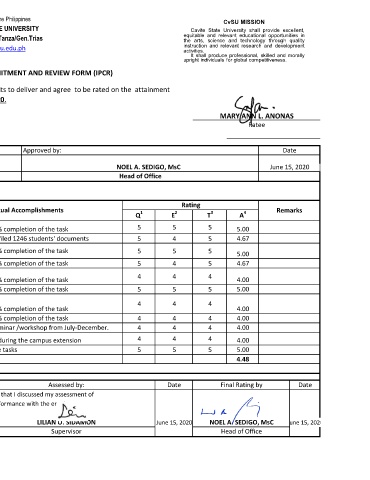 he Philippines
CvSU MISSION
E UNIVERSITY
Tanza/Gen.Trias
u.edu.ph
Cavite State University shall provide excellent,
equitable and relevant educational opportunities in
the arts, science and technology through quality
instruction and relevant research and development
activities.
It shall produce professional, skilled and morally
upright individuals for global competitiveness.
ITMENT AND REVIEW FORM (IPCR)
its to deliver and agree to be rated on the attainment
0.
MARY ANN L. ANONAS
Ratee
Approved by: Date
NOEL A. SEDIGO, MsC June 15, 2020
Head of Office
tual Accomplishments Rating Remarks
Q1 E2 T3 A4
% completion of the task 5 5 5 5.00
filed 1246 students' documents 5 4 5 4.67
% completion of the task 5 5 5 5.00
% completion of the task 5 4 5 4.67
% completion of the task 4 4 4 4.00
% completion of the task 5 5 5 5.00
% completion of the task 4 4 4 4.00
% completion of the task 4 4 4 4.00
minar /workshop from July-December. 4 4 4 4.00
during the campus extension 4 4 4 4.00
e tasks 5 5 5 5.00
4.48
Assessed by: Date Final Rating by Date
that I discussed my assessment of
formance with the er
LILIAN D. SIDAMON June 15, 2020 NOEL A. SEDIGO, MsC une 15, 202
Supervisor Head of Office